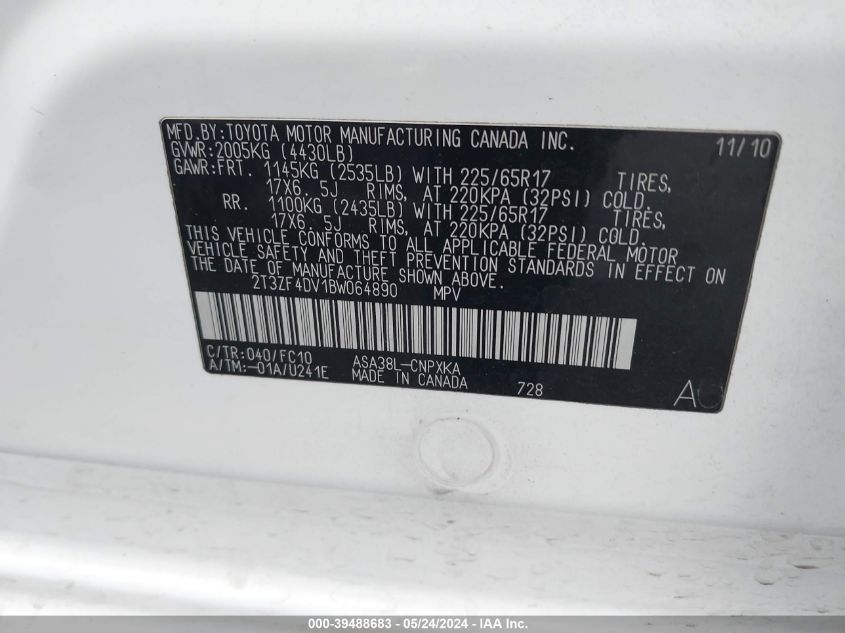 MFD.BY:TOYOTA MOTOR MANUFACTURING CANADA INC. 11/10
GVWR:2005KG (4430LB)
GAWR:FRT. 1145KG (2535LB) WITH 225/65R17 TIRES,
17X6.5J RIMS, AT 220KPA (32PSI) COLD.
RR. 1100KG (2435LB) WITH 225/65R17 TIRES,
17X6.5J RIMS, AT 220KPA (32PSI) COLD.
THIS VEHICLE CONFORMS TO ALL APPLICABLE FEDERAL MOTOR
VEHICLE SAFETY AND THEFT PREVENTION STANDARDS IN EFFECT ON
THE DATE OF MANUFACTURE SHOWN ABOVE.
2T3ZF4DV1BW064890 MPV
C/TR:040/FC10 ASA38L-CNPXKA
A/TM:-01A/U241E MADE IN CANADA 728
000-39488683 - 05/24/2024 - IAA Inc.